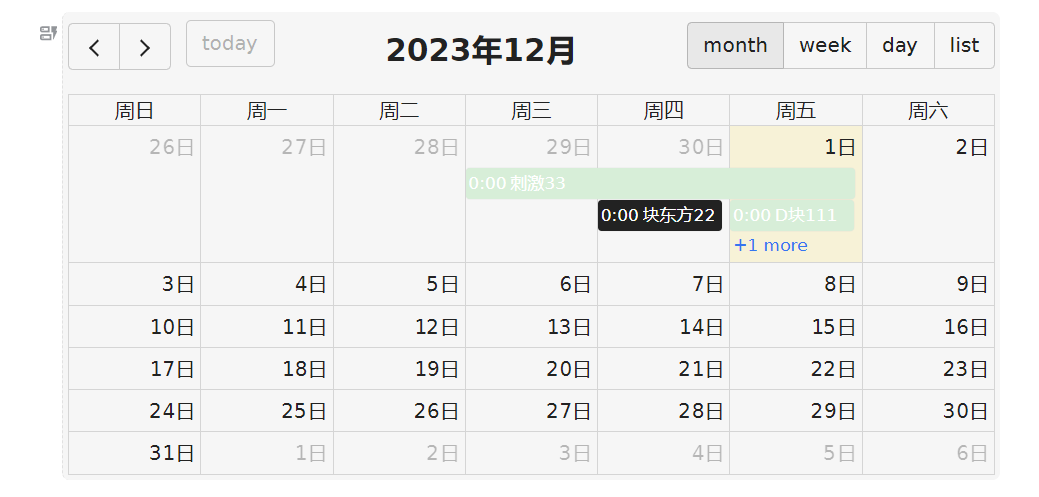 today 2023年12月 month week day list
周日 周一 周二 周三 周四 周五 周六
26日 27日 28日 29日 30日 1日 2日
0:00 刺激33
0:00 块东方22 0:00 D块111
+1 more
3日 4日 5日 6日 7日 8日 9日
10日 11日 12日 13日 14日 15日 16日
17日 18日 19日 20日 21日 22日 23日
24日 25日 26日 27日 28日 29日 30日
31日 1日 2日 3日 4日 5日 6日